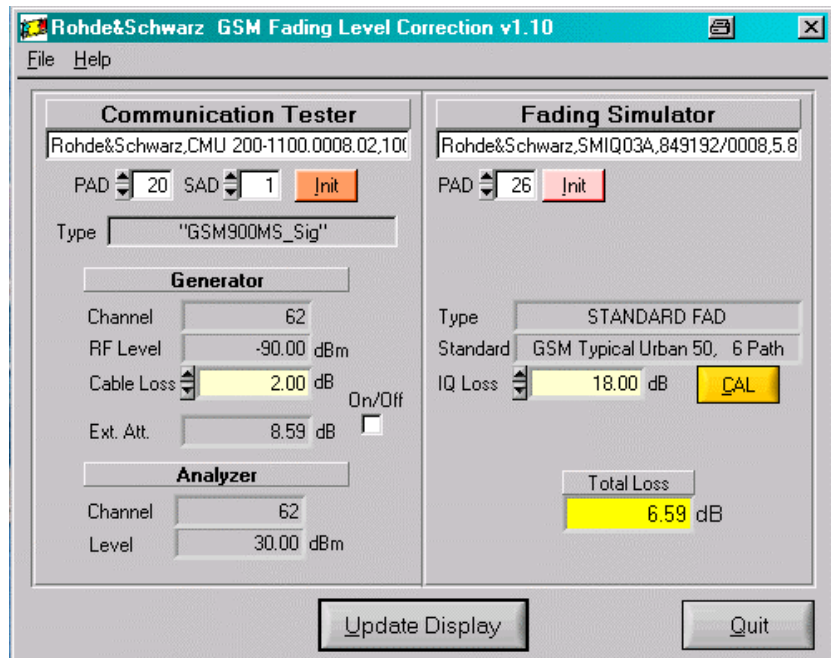 Rohde&Schwarz GSM Fading Level Correction v1.10
File Help
Communication Tester
Rohde&Schwarz,CMU 200-1100.0008.02,10(
PAD 20 SAD 1 Init
Type "GSM900MS_Sig"
Generator
Channel 62
RF Level -90.00 dBm
Cable Loss 2.00 dB
On/Off
Ext. Att. 8.59 dB
Analyzer
Channel 62
Level 30.00 dBm
Fading Simulator
Rohde&Schwarz,SMIQ03A,849192/0008,5.8
PAD 26 Init
Type STANDARD FAD
Standard GSM Typical Urban 50, 6 Path
IQ Loss 18.00 dB CAL
Total Loss
6.59 dB
Update Display Quit